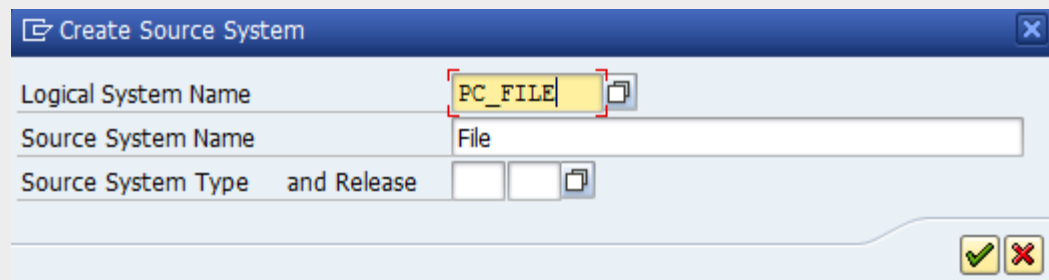 Create Source System
Logical System Name PC_FILE
Source System Name File
Source System Type and Release